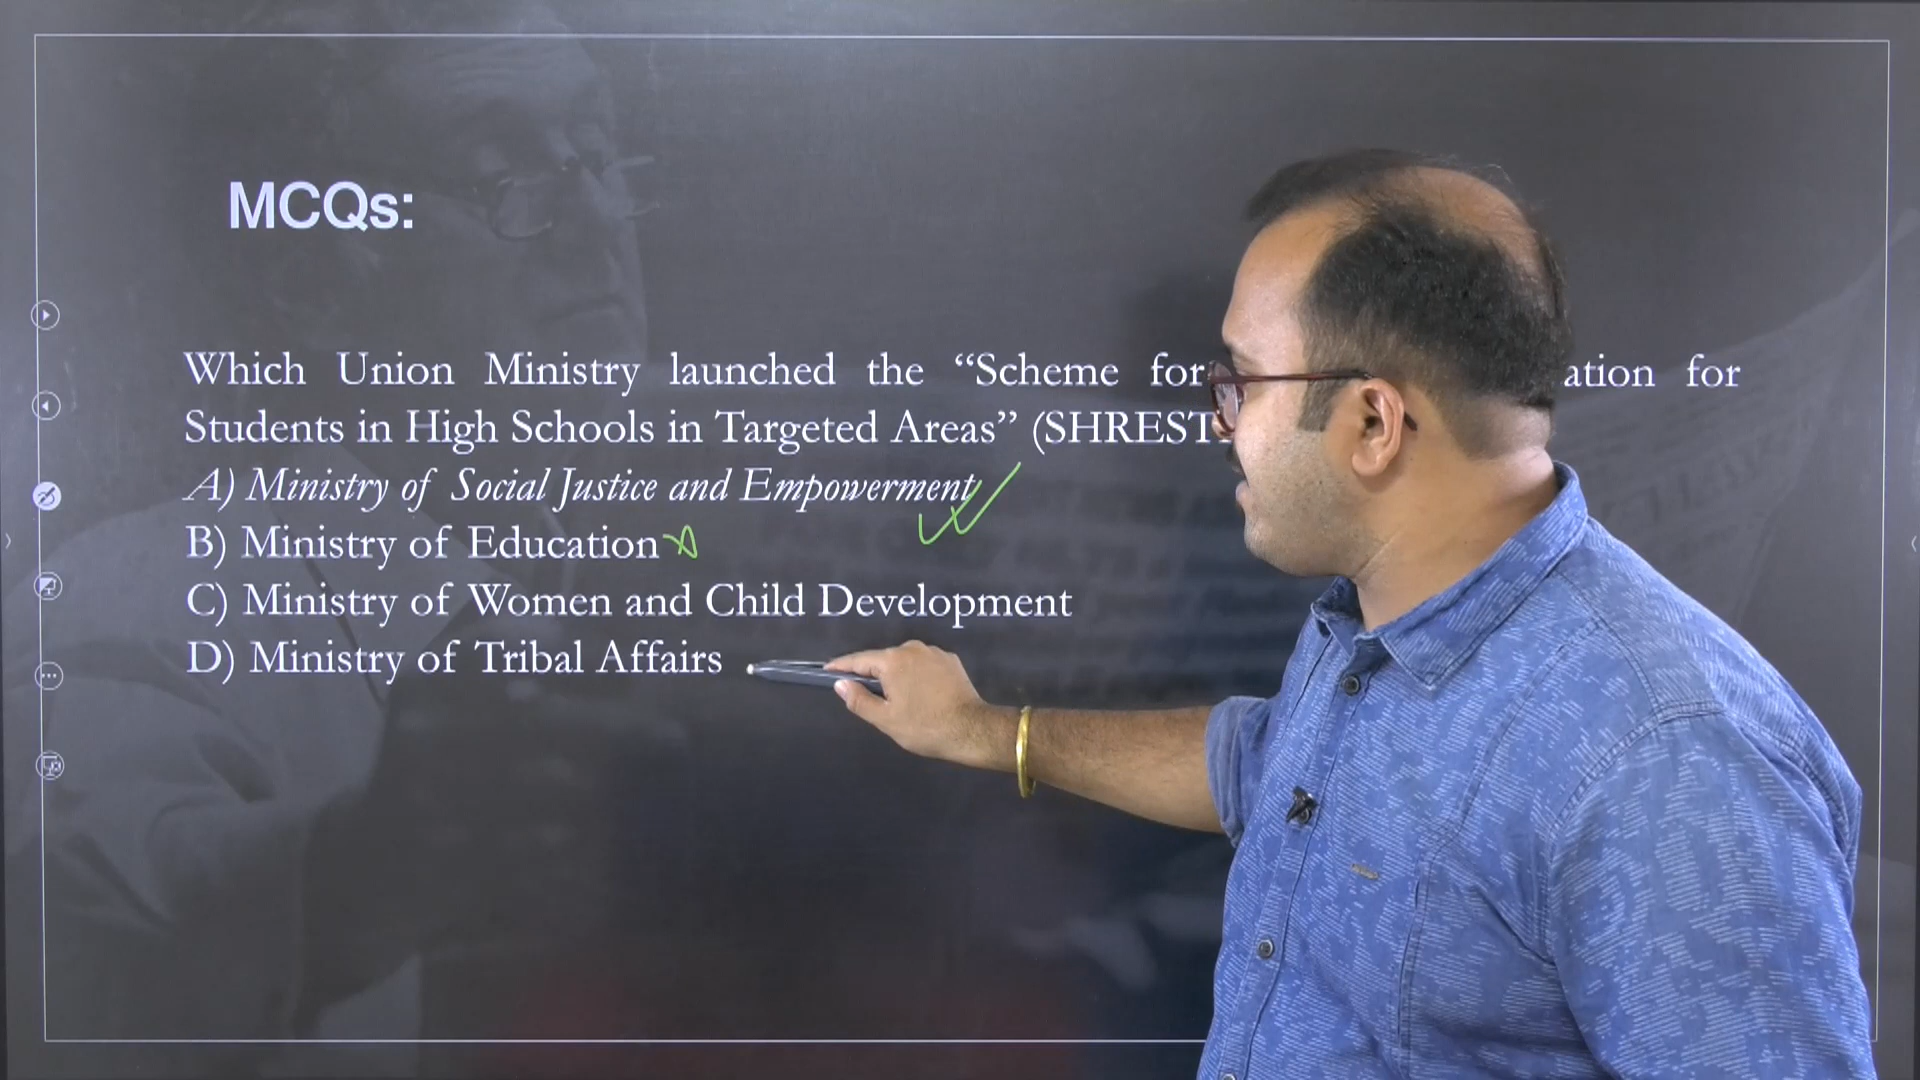 MCQs:
Which Union Ministry launched the “Scheme for ation for
Students in High Schools in Targeted Areas” (SHREST
A) Ministry of Social Justice and Empowerment
B) Ministry of Education
C) Ministry of Women and Child Development
D) Ministry of Tribal Affairs